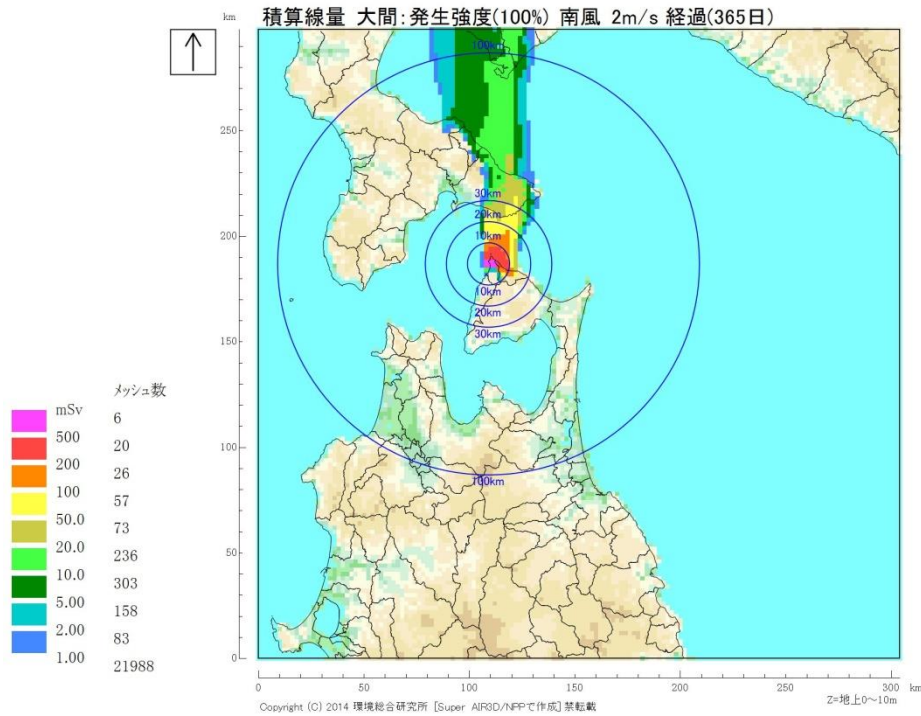 積算線量 大間:発生強度(100%) 南風 2m/s 経過(365日)
km
250
200
150
100
50
0
100km
30km
20km
10km
10km
20km
30km
100km
メッシュ数
mSv
6
500
20
200
26
100
57
50.0
73
20.0
236
10.0
303
5.00
158
2.00
83
1.00
21988
0 50 100 150 200 250 300 km
Z=地上0～10m
Copyright (C) 2014 環境総合研究所 [Super AIR3D/NPPで作成] 禁転載